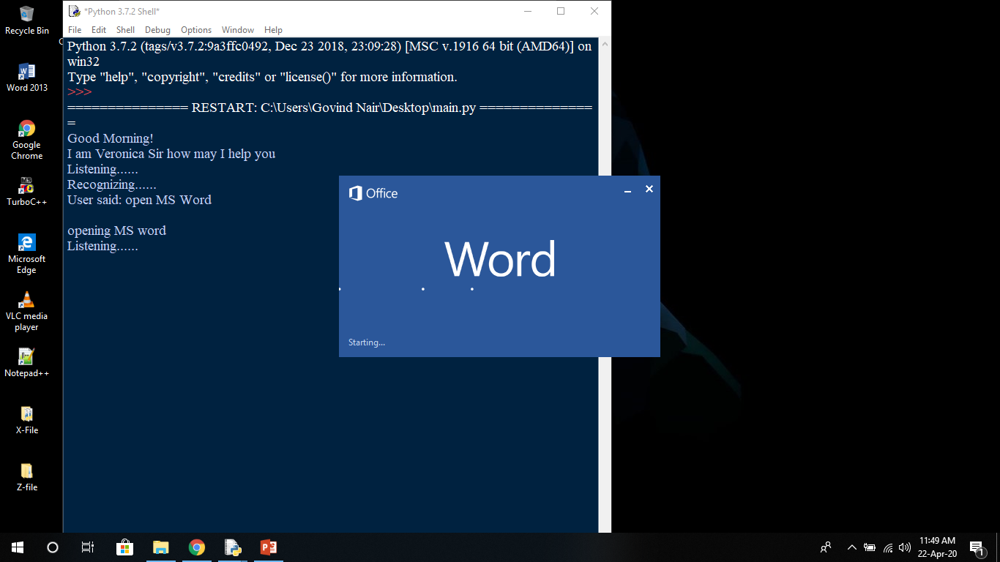 *Python 3.7.2 Shell*
File Edit Shell Debug Options Window Help
Python 3.7.2 (tags/v3.7.2:9a3ffc0492, Dec 23 2018, 23:09:28) [MSC v.1916 64 bit (AMD64)] on
win32
Type "help", "copyright", "credits" or "license()" for more information.
>>>
=============== RESTART: C:\Users\Govind Nair\Desktop\main.py ==============
=
Good Morning!
I am Veronica Sir how may I help you
Listening......
Recognizing......
User said: open MS Word
opening MS word
Listening......
Office
Word
Starting...
Recycle Bin
Word 2013
Google
Chrome
TurboC++
Microsoft
Edge
VLC media
player
Notepad++
X-File
Z-file
11:49 AM
22-Apr-20
1